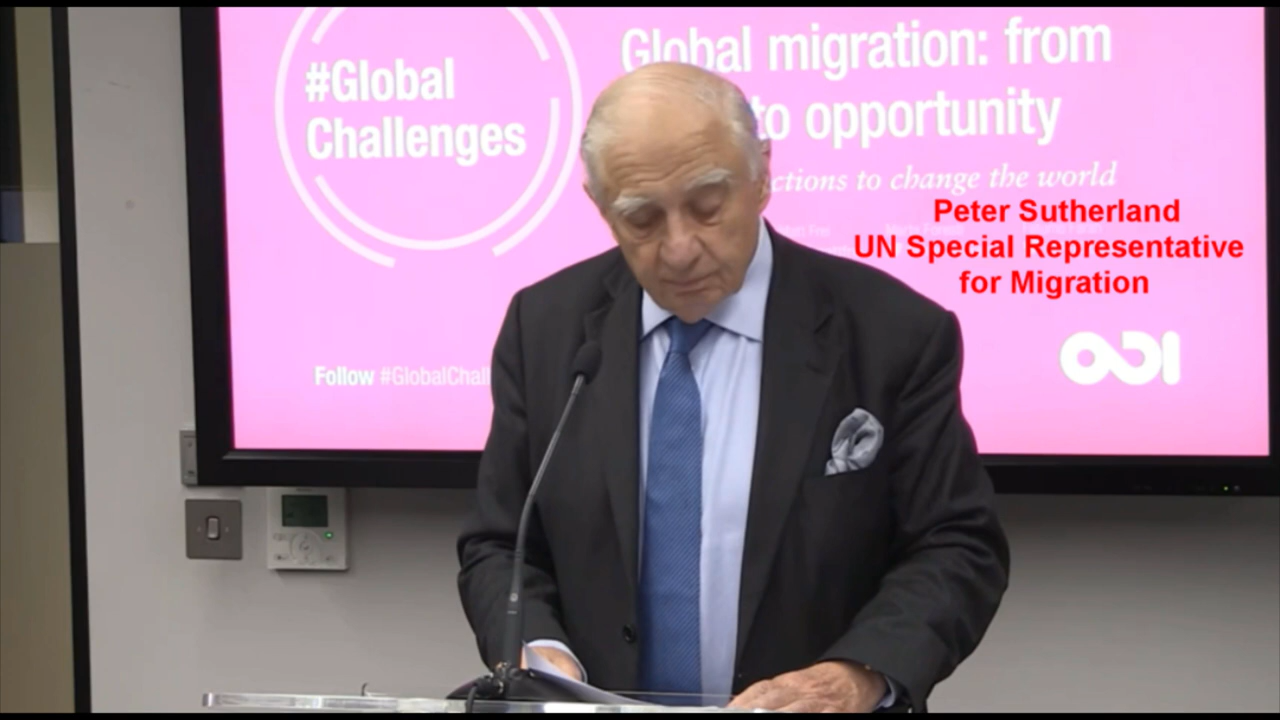 #Global
Challenges
Global migration: from
to opportunity
ctions to change the world
Peter Sutherland
UN Special Representative
for Migration
Follow #GlobalChall
ODI